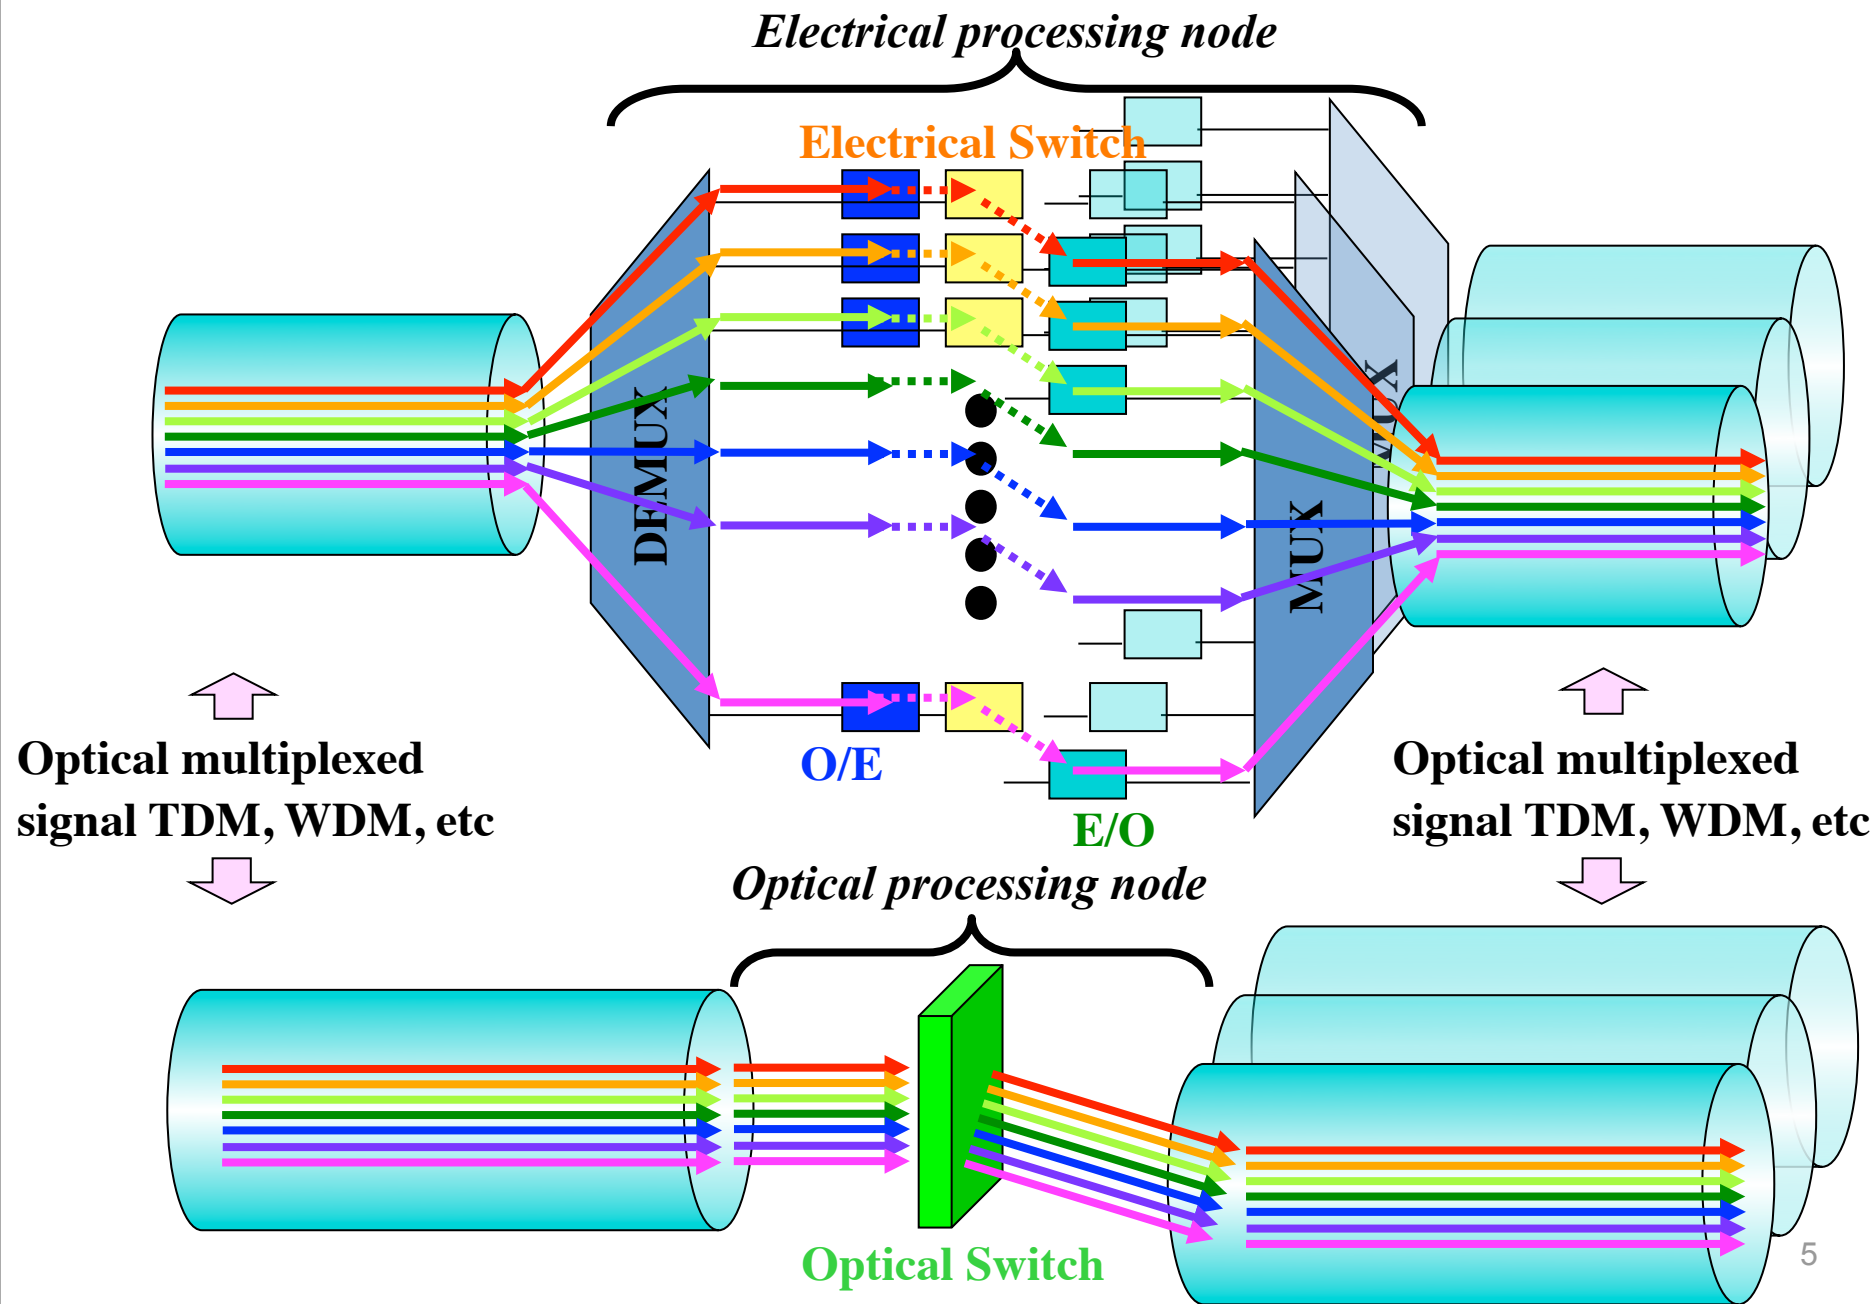 Electrical processing node
Electrical Switch
DEMUX
MUX
MUX
O/E
E/O
Optical multiplexed
signal TDM, WDM, etc
Optical multiplexed
signal TDM, WDM, etc
Optical processing node
Optical Switch
5